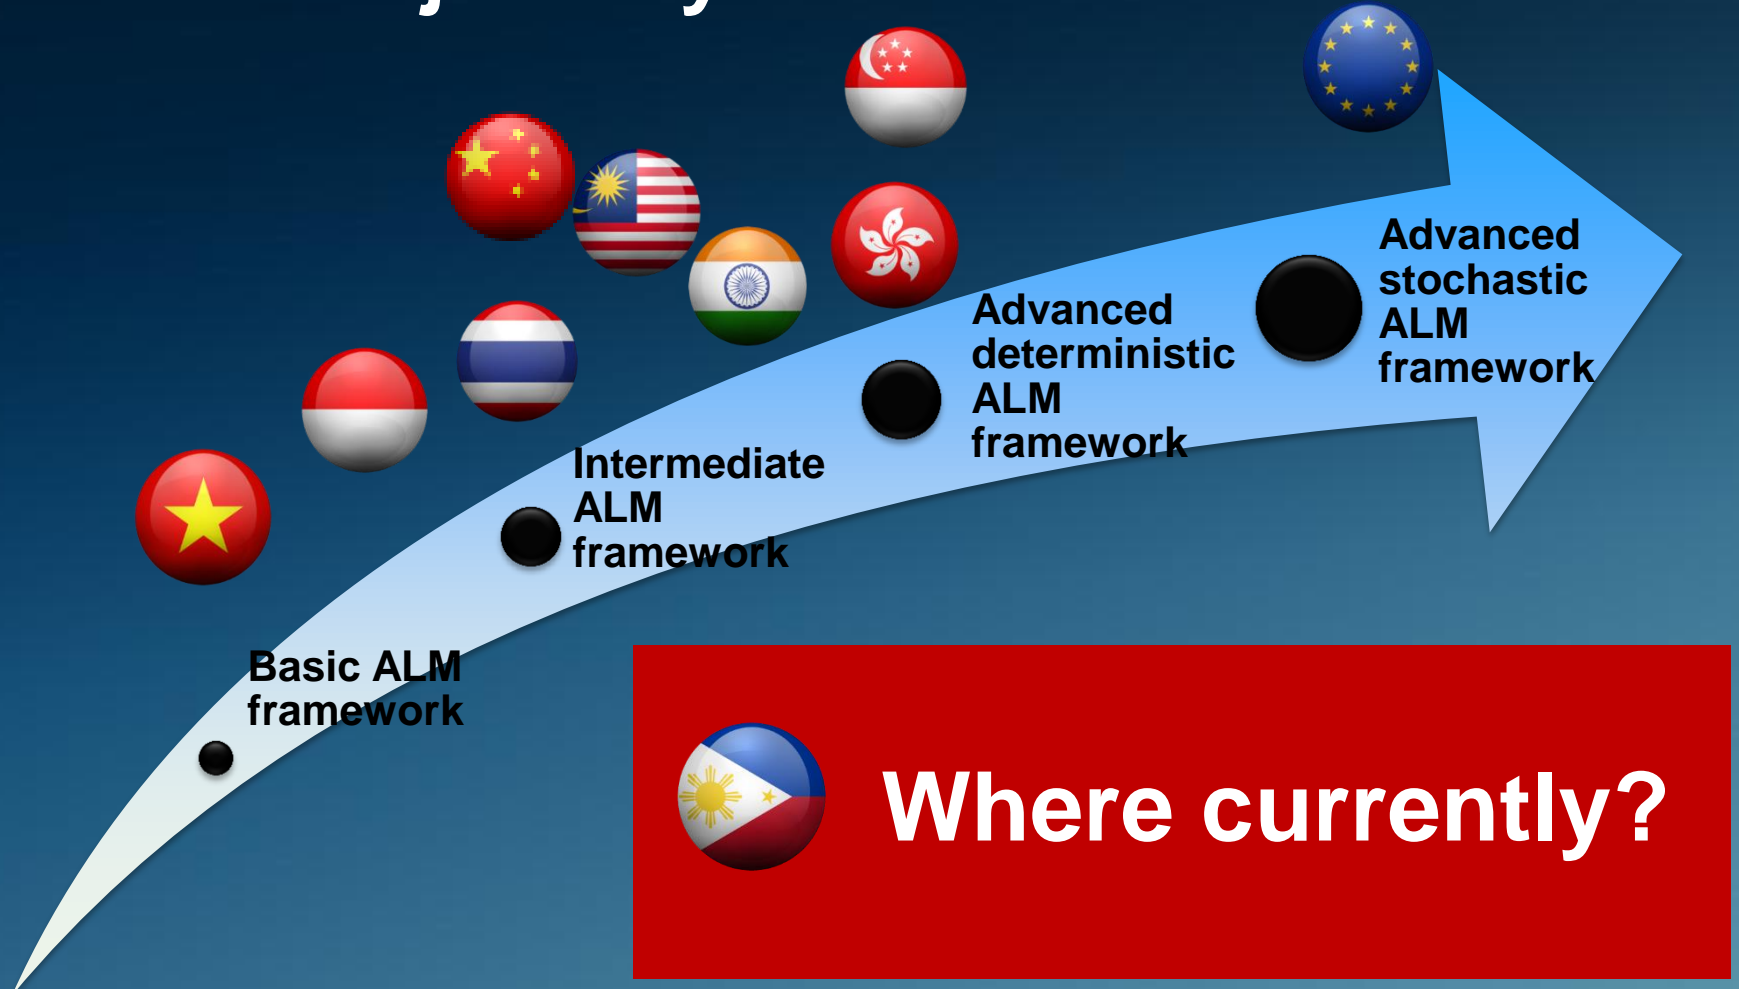 Advanced
stochastic
ALM
framework
Advanced
deterministic
ALM
framework
Intermediate
ALM
framework
Basic ALM
framework
Where currently?